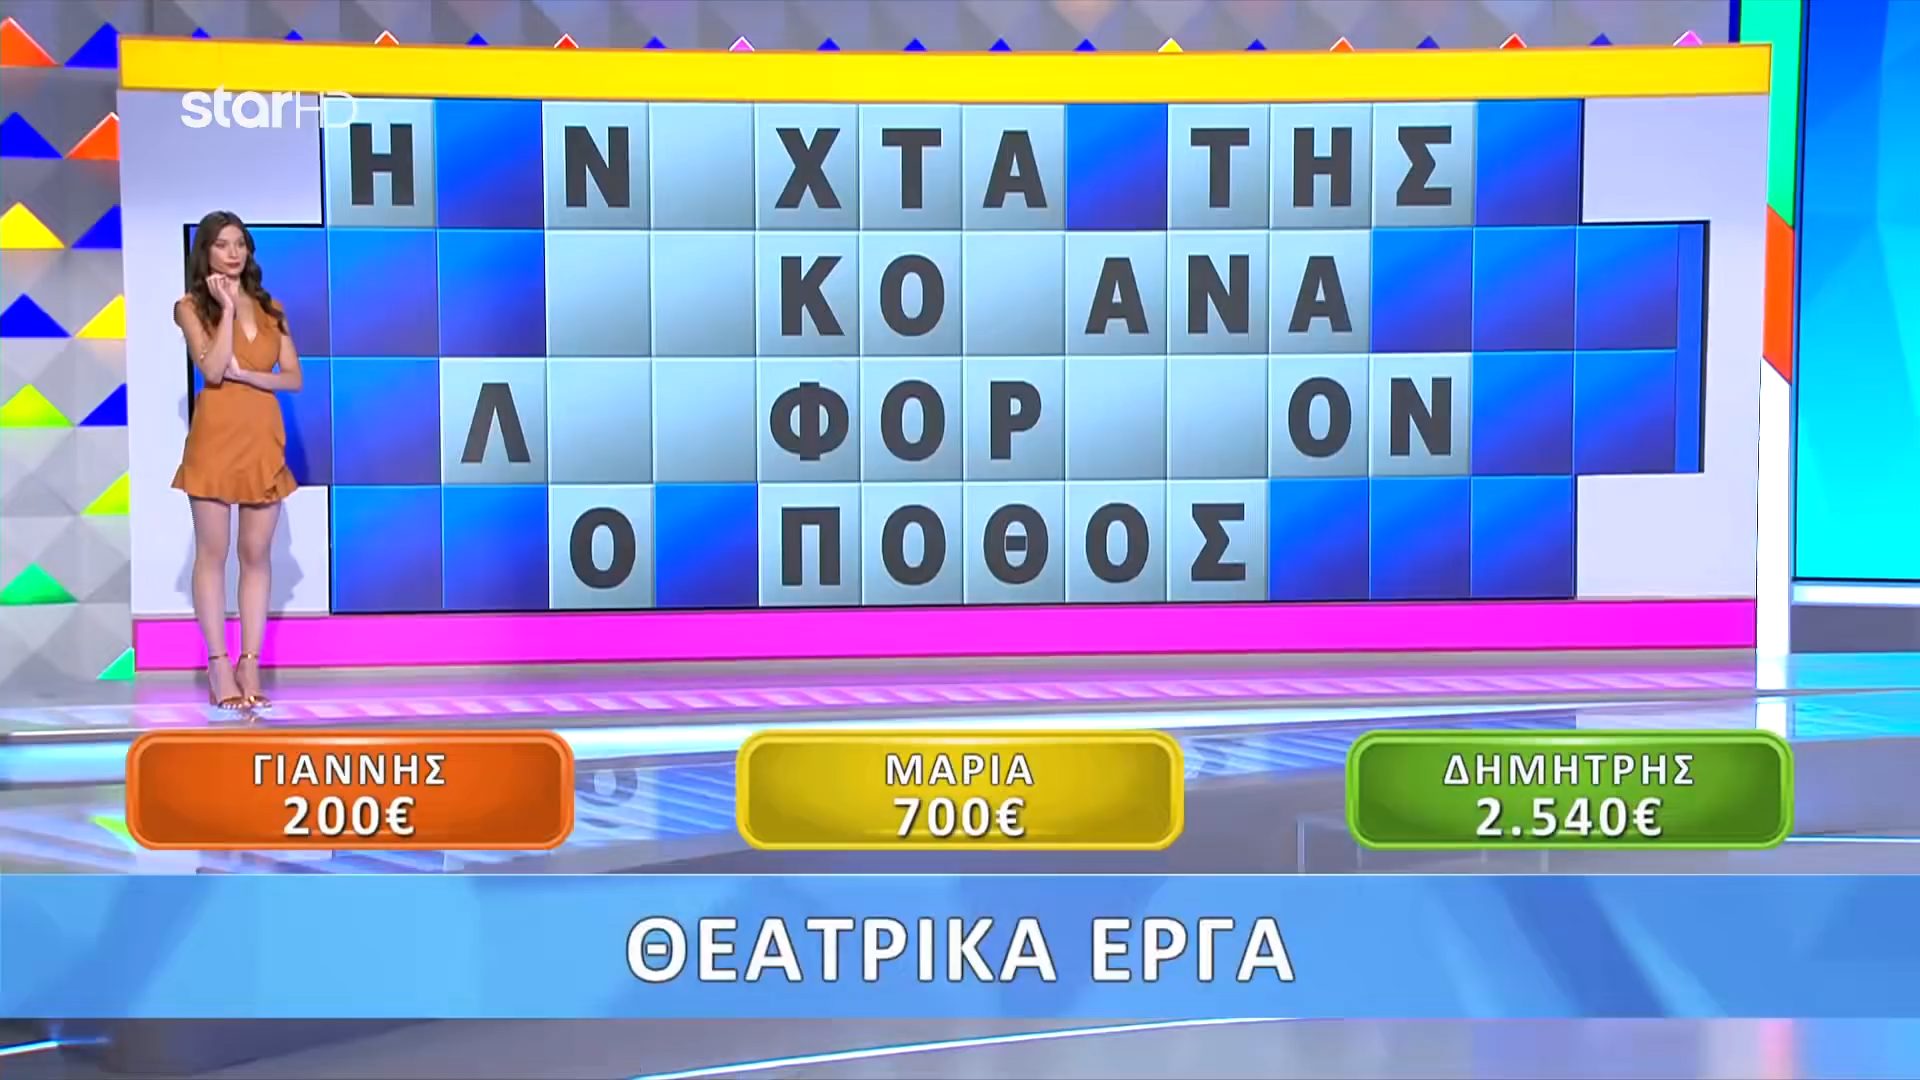 starHD
Η Ν ΧΤΑ ΤΗΣ
ΚΟ ΑΝΑ
Λ ΦΟΡ ΟΝ
Ο ΠΟΘΟΣ
ΓΙΑΝΝΗΣ
200€
ΜΑΡΙΑ
700€
ΔΗΜΗΤΡΗΣ
2.540€
ΘΕΑΤΡΙΚΑ ΕΡΓΑ